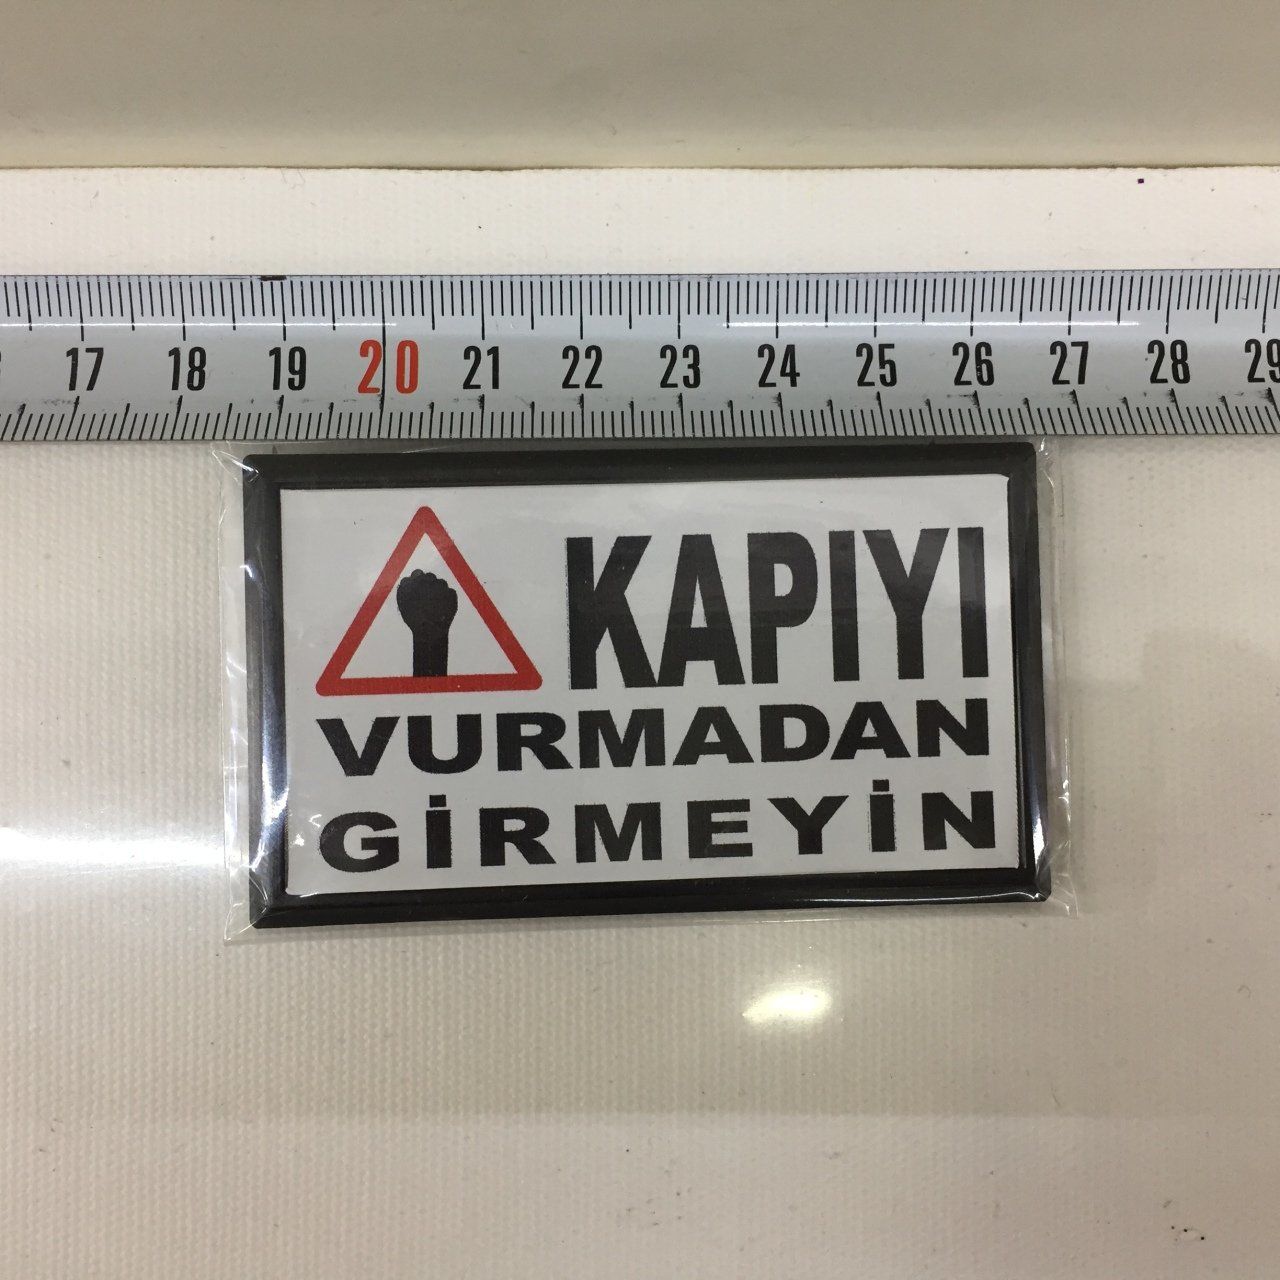 17 18 19 20 21 22 23 24 25 26 27 28 29
KAPIYI
VURMADAN
GİRMEYİN